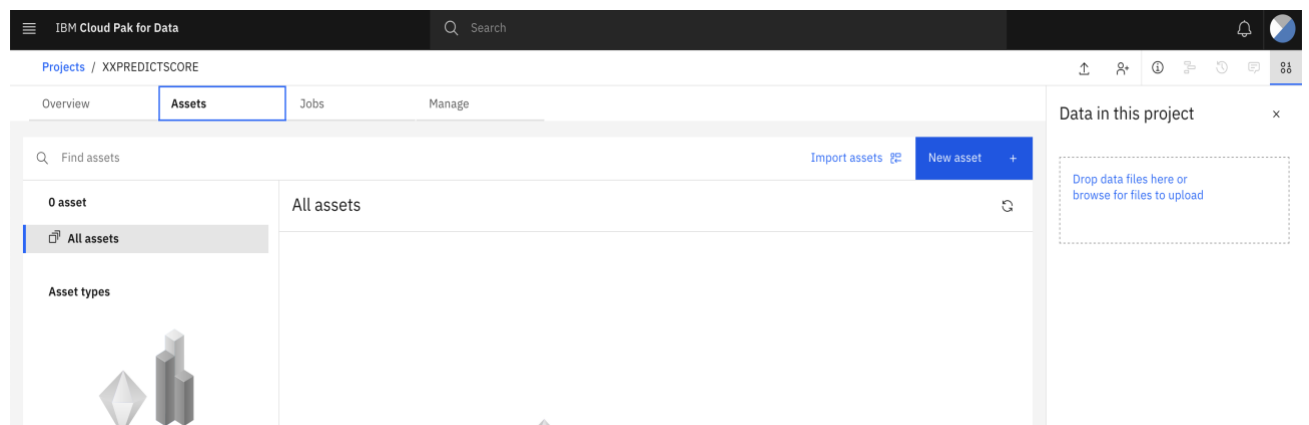 IBM Cloud Pak for Data
Search
Projects / XXPREDICTSCORE
Overview
Assets
Jobs
Manage
Data in this project
Find assets
Import assets
New asset +
Drop data files here or
browse for files to upload
0 asset
All assets
All assets
Asset types